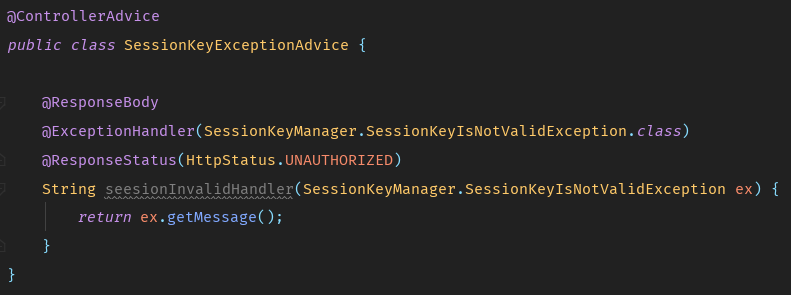 @ControllerAdvice
public class SessionKeyExceptionAdvice {
@ResponseBody
@ExceptionHandler(SessionKeyManager.SessionKeyIsNotValidException.class)
@ResponseStatus(HttpStatus.UNAUTHORIZED)
String seesionInvalidHandler(SessionKeyManager.SessionKeyIsNotValidException ex) {
return ex.getMessage();
}
}